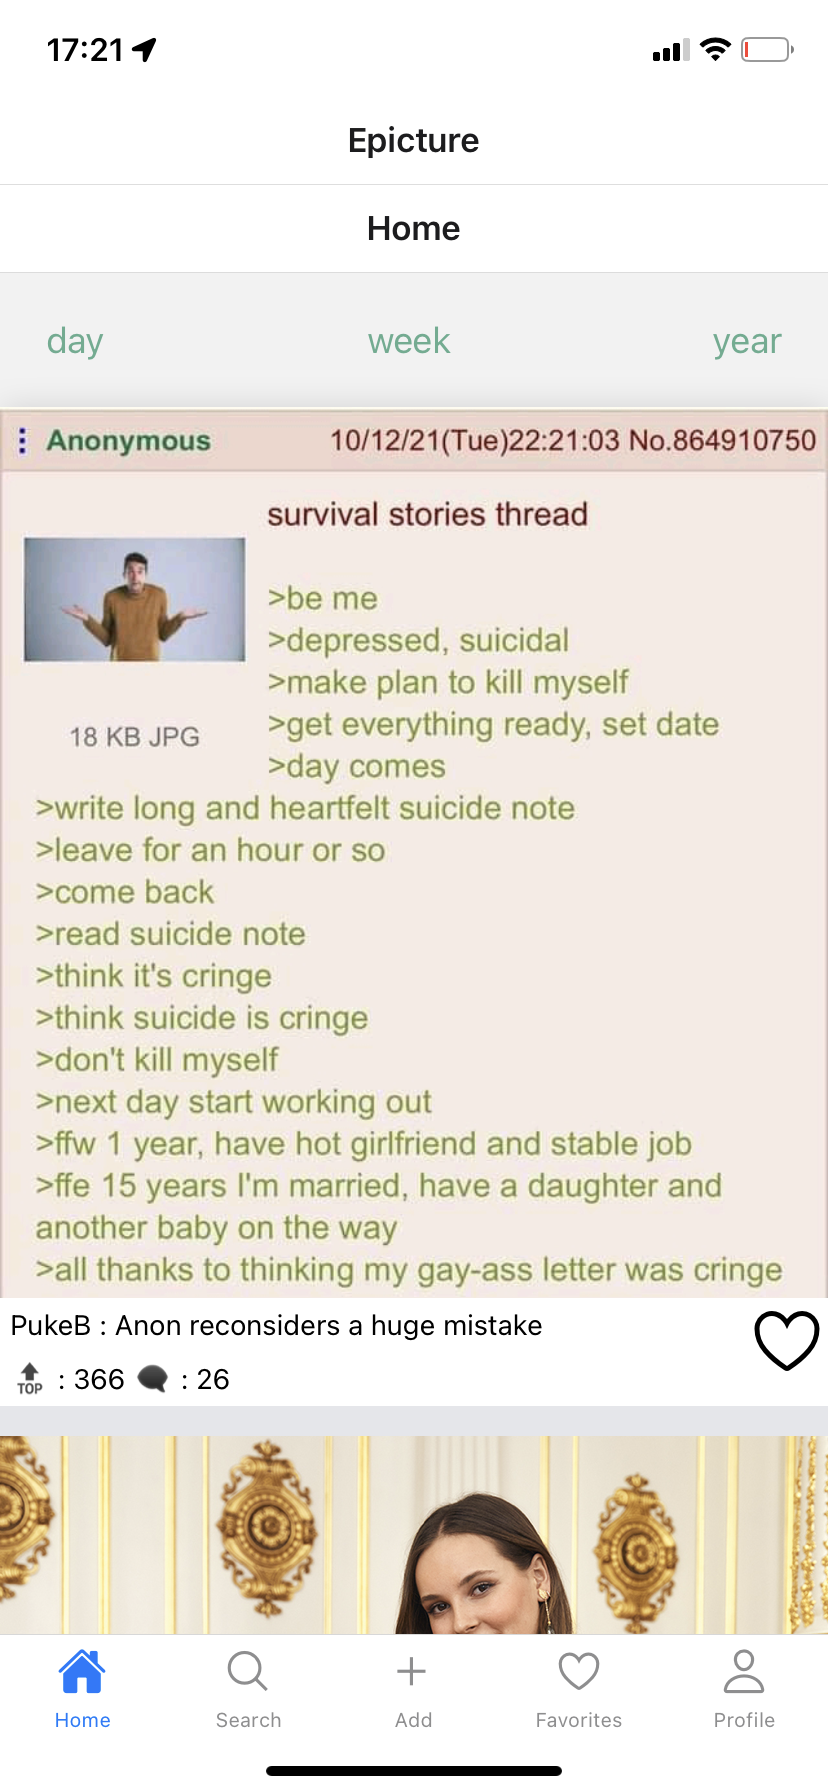 17:21
Epicture
Home
day week year
Anonymous 10/12/21(Tue)22:21:03 No.864910750
survival stories thread
18 KB JPG
>be me
>depressed, suicidal
>make plan to kill myself
>get everything ready, set date
>day comes
>write long and heartfelt suicide note
>leave for an hour or so
>come back
>read suicide note
>think it's cringe
>think suicide is cringe
>don't kill myself
>next day start working out
>ffw 1 year, have hot girlfriend and stable job
>ffe 15 years I'm married, have a daughter and
another baby on the way
>all thanks to thinking my gay-ass letter was cringe
PukeB : Anon reconsiders a huge mistake
TOP : 366 : 26
Home Search Add Favorites Profile